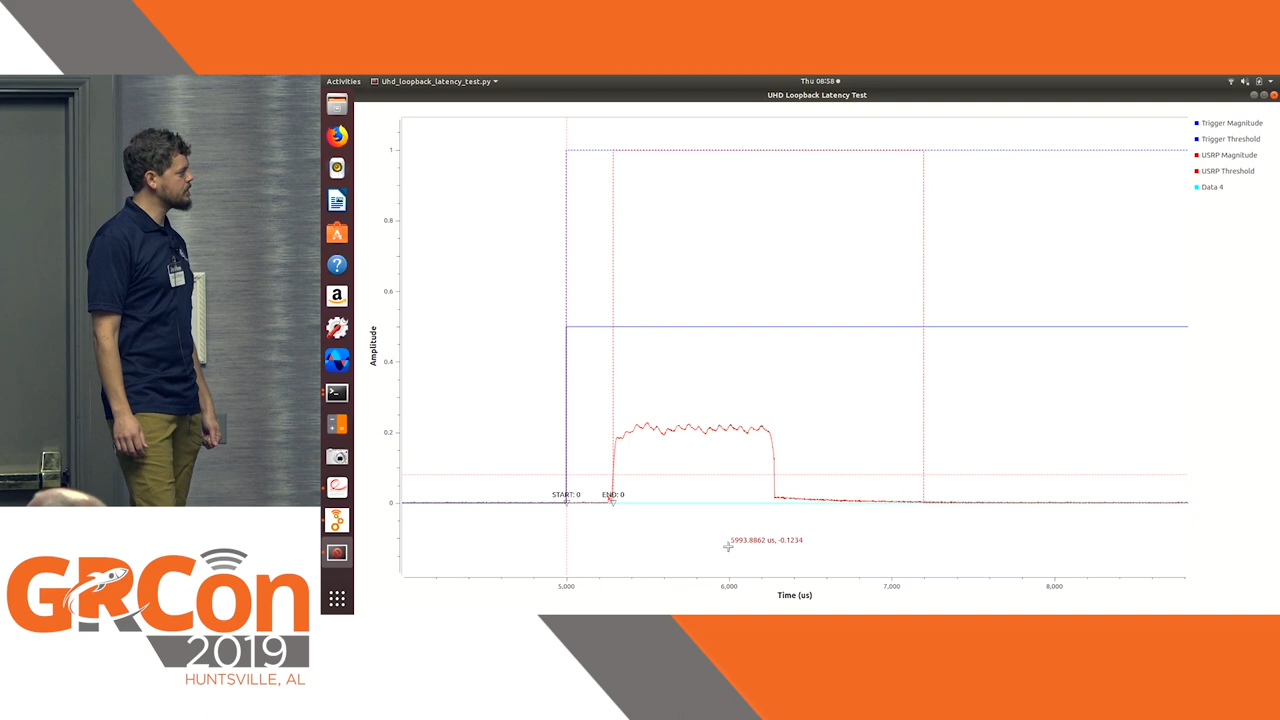 Activities
Uhd_loopback_latency_test.py
Thu 08:58
UHD Loopback Latency Test
Trigger Magnitude
Trigger Threshold
USRP Magnitude
USRP Threshold
Data 4
1
0.8
0.6
0.4
0.2
0
Amplitude
START: 0
END: 0
5993.8862 us, -0.1234
5,000
6,000
7,000
8,000
Time (us)
GRCon
2019
HUNTSVILLE, AL